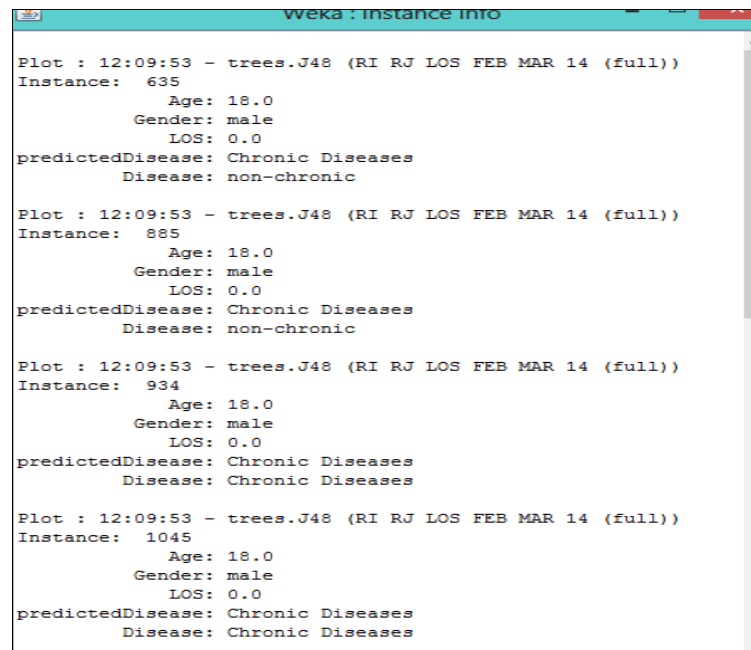 Weka : Instance Info
Plot : 12:09:53 - trees.J48 (RI RJ LOS FEB MAR 14 (full))
Instance: 635
Age: 18.0
Gender: male
LOS: 0.0
predictedDisease: Chronic Diseases
Disease: non-chronic
Plot : 12:09:53 - trees.J48 (RI RJ LOS FEB MAR 14 (full))
Instance: 885
Age: 18.0
Gender: male
LOS: 0.0
predictedDisease: Chronic Diseases
Disease: non-chronic
Plot : 12:09:53 - trees.J48 (RI RJ LOS FEB MAR 14 (full))
Instance: 934
Age: 18.0
Gender: male
LOS: 0.0
predictedDisease: Chronic Diseases
Disease: Chronic Diseases
Plot : 12:09:53 - trees.J48 (RI RJ LOS FEB MAR 14 (full))
Instance: 1045
Age: 18.0
Gender: male
LOS: 0.0
predictedDisease: Chronic Diseases
Disease: Chronic Diseases